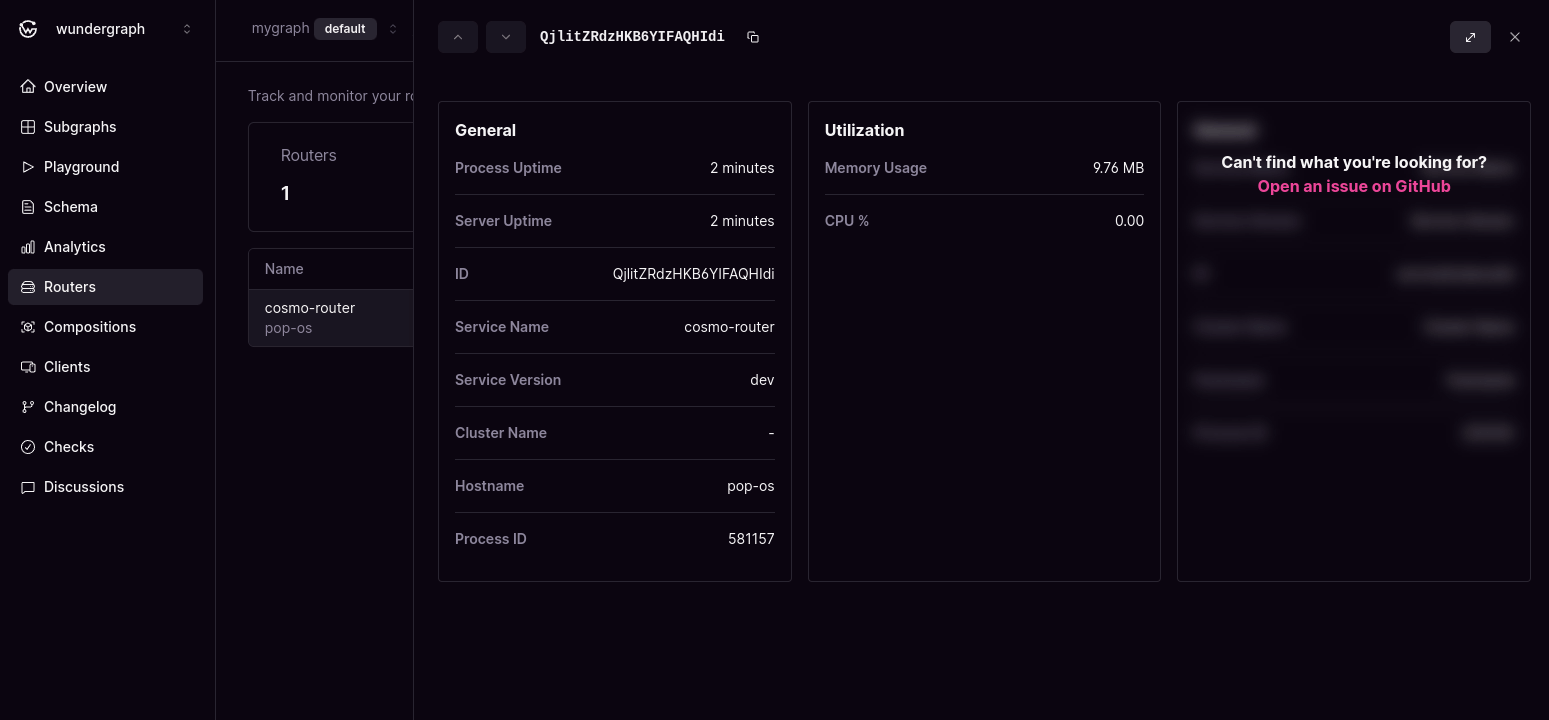 wundergraph
Overview
Subgraphs
Playground
Schema
Analytics
Routers
Compositions
Clients
Changelog
Checks
Discussions
mygraph default
Track and monitor your
Routers
1
Name
cosmo-router
pop-os
QjlitZRdzHKB6YIFAQHIdi
General
Process Uptime 2 minutes
Server Uptime 2 minutes
ID QjlitZRdzHKB6YIFAQHIdi
Service Name cosmo-router
Service Version dev
Cluster Name -
Hostname pop-os
Process ID 581157
Utilization
Memory Usage 9.76 MB
CPU % 0.00
Can't find what you're looking for?
Open an issue on GitHub